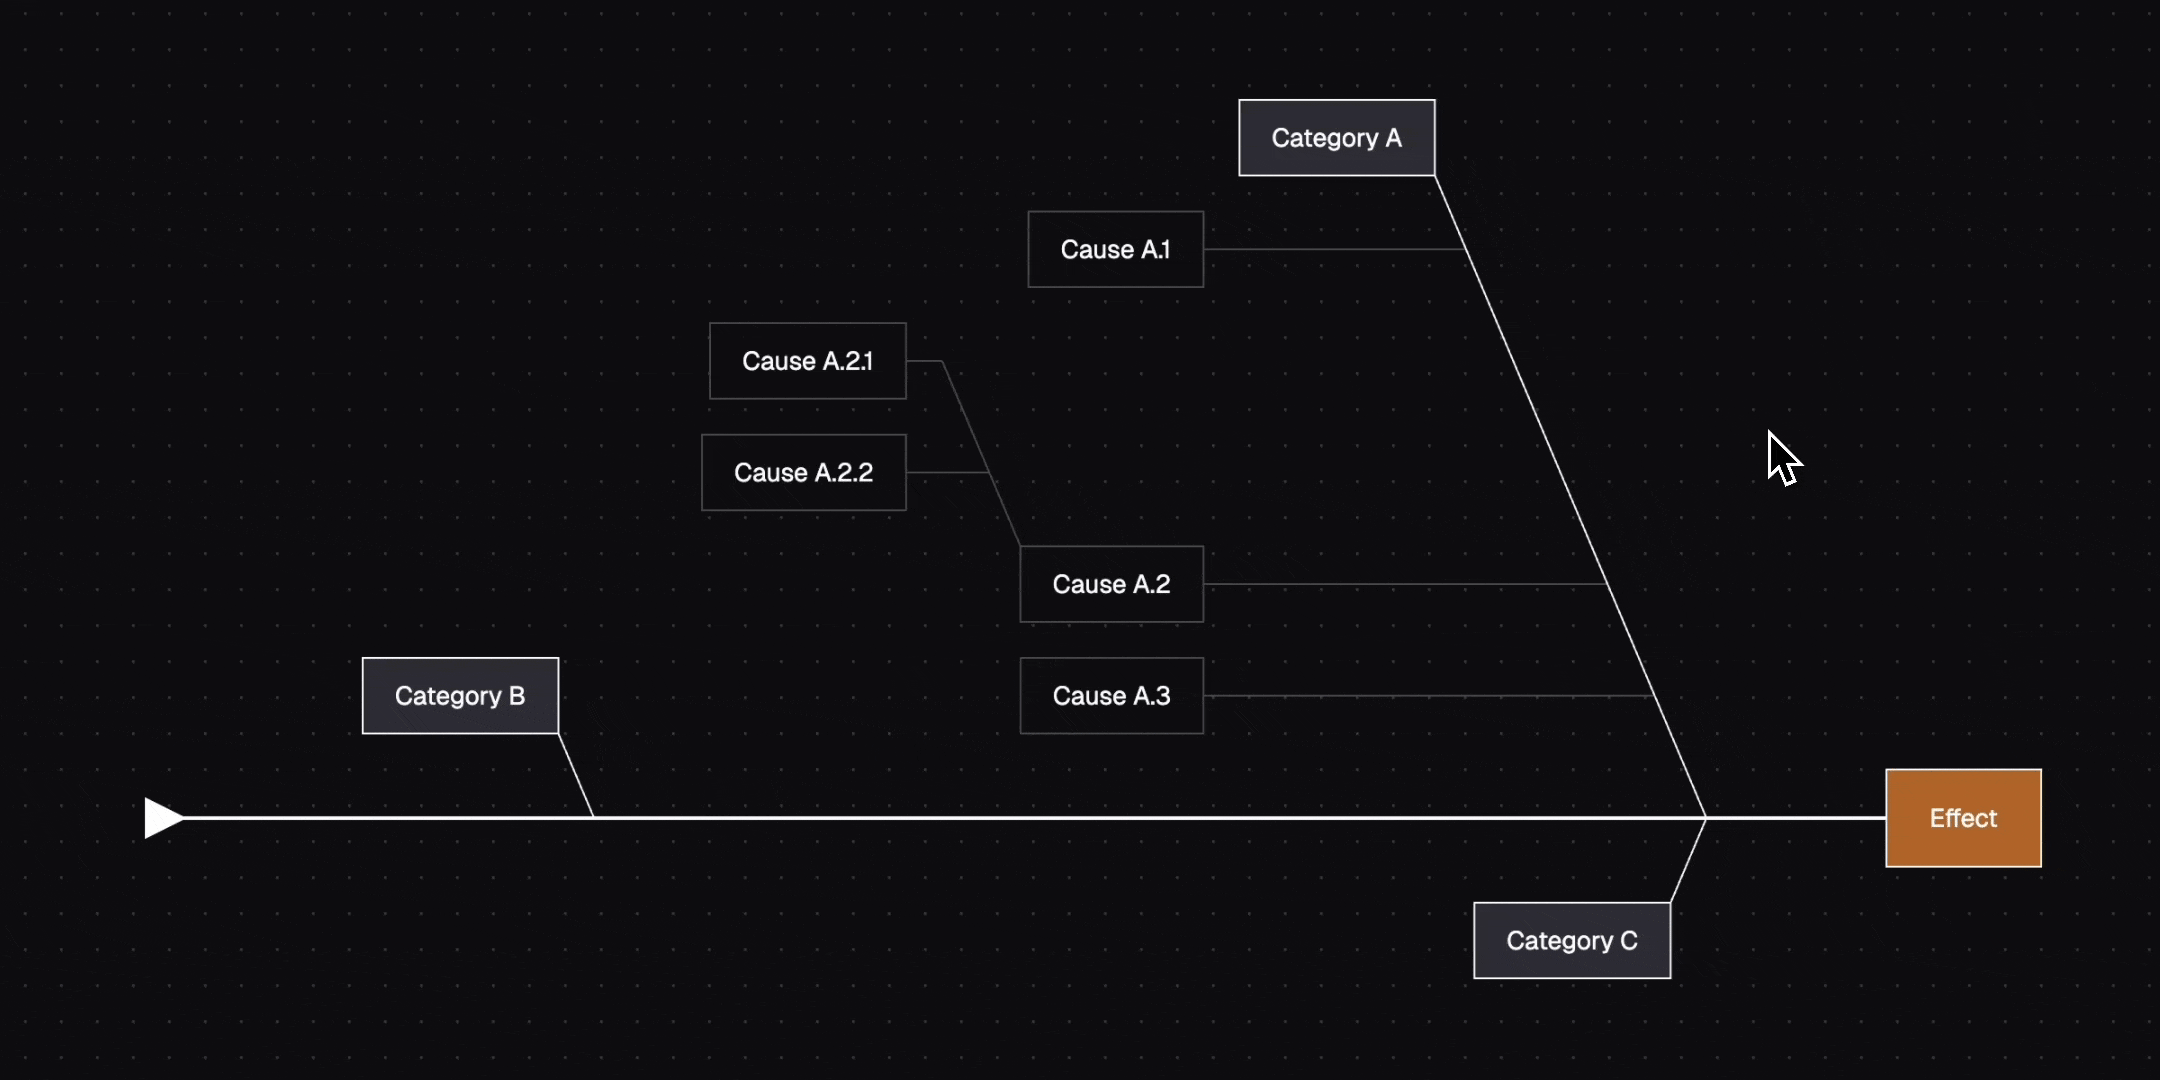 Category A
Cause A.1
Cause A.2.1
Cause A.2.2
Cause A.2
Category B
Cause A.3
Effect
Category C